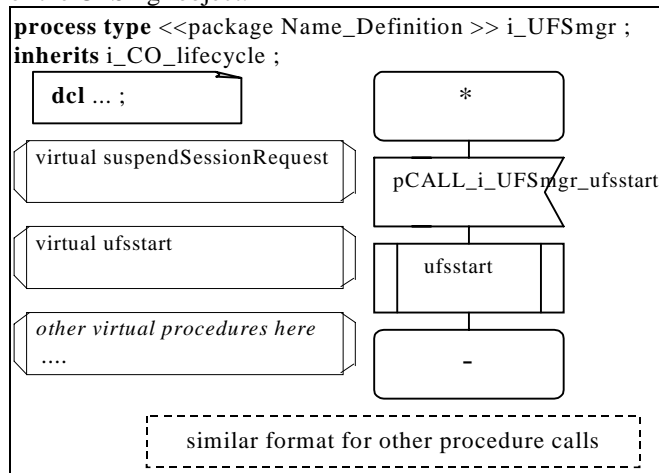 process type <<package Name_Definition >> i_UFSmgr ;
inherits i_CO_lifecycle ;
dcl ... ;
*
virtual suspendSessionRequest
pCALL_i_UFSmgr_ufsstart
virtual ufsstart
ufsstart
other virtual procedures here
....
-
similar format for other procedure calls